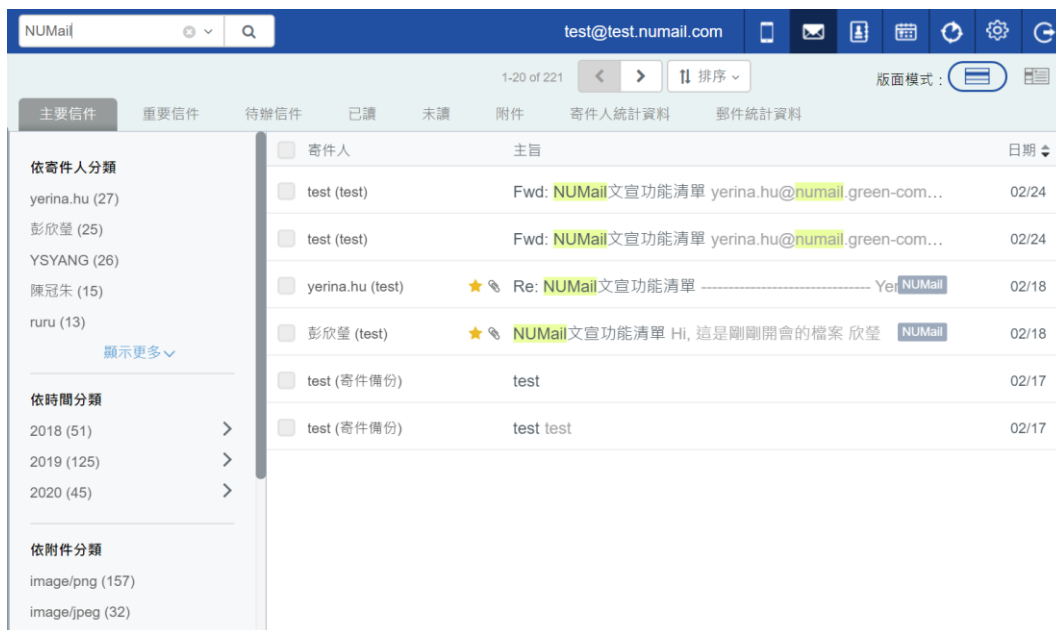 NUMail
test@test.numail.com
1-20 of 221
排序
版面模式：
主要信件 重要信件 待辦信件 已讀 未讀 附件 寄件人統計資料 郵件統計資料
依寄件人分類
yerina.hu (27)
彭欣瑩 (25)
YSYANG (26)
陳冠朱 (15)
ruru (13)
顯示更多
依時間分類
2018 (51)
2019 (125)
2020 (45)
依附件分類
image/png (157)
image/jpeg (32)
寄件人 主旨 日期
test (test) Fwd: NUMail文宣功能清單 yerina.hu@numail.green-com... 02/24
test (test) Fwd: NUMail文宣功能清單 yerina.hu@numail.green-com... 02/24
yerina.hu (test) Re: NUMail文宣功能清單 ------------------------------ Yer NUMail 02/18
彭欣瑩 (test) NUMail文宣功能清單 Hi, 這是剛剛開會的檔案 欣瑩 NUMail 02/18
test (寄件備份) test 02/17
test (寄件備份) test test 02/17